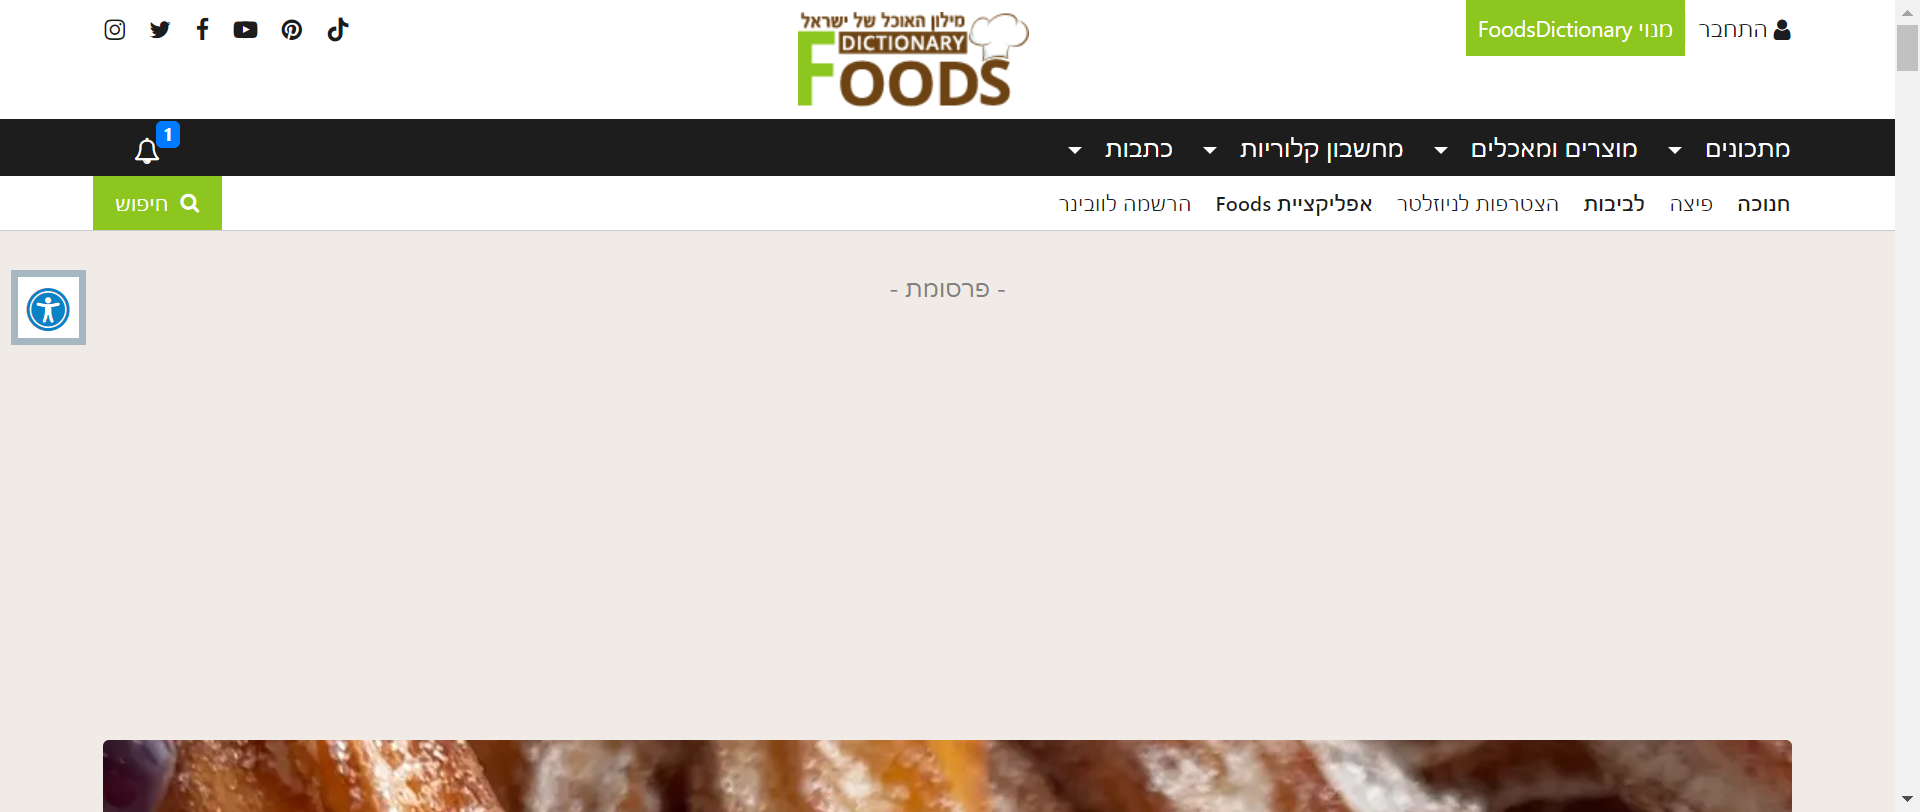 התחבר
מנוי FoodsDictionary
מילון האוכל של ישראל
DICTIONARY
FOODS
מתכונים
מוצרים ומאכלים
מחשבון קלוריות
כתבות
1
חנוכה
פיצה
לביבות
הצטרפות לניוזלטר
אפליקציית Foods
הרשמה לוובינר
חיפוש
- פרסומת -